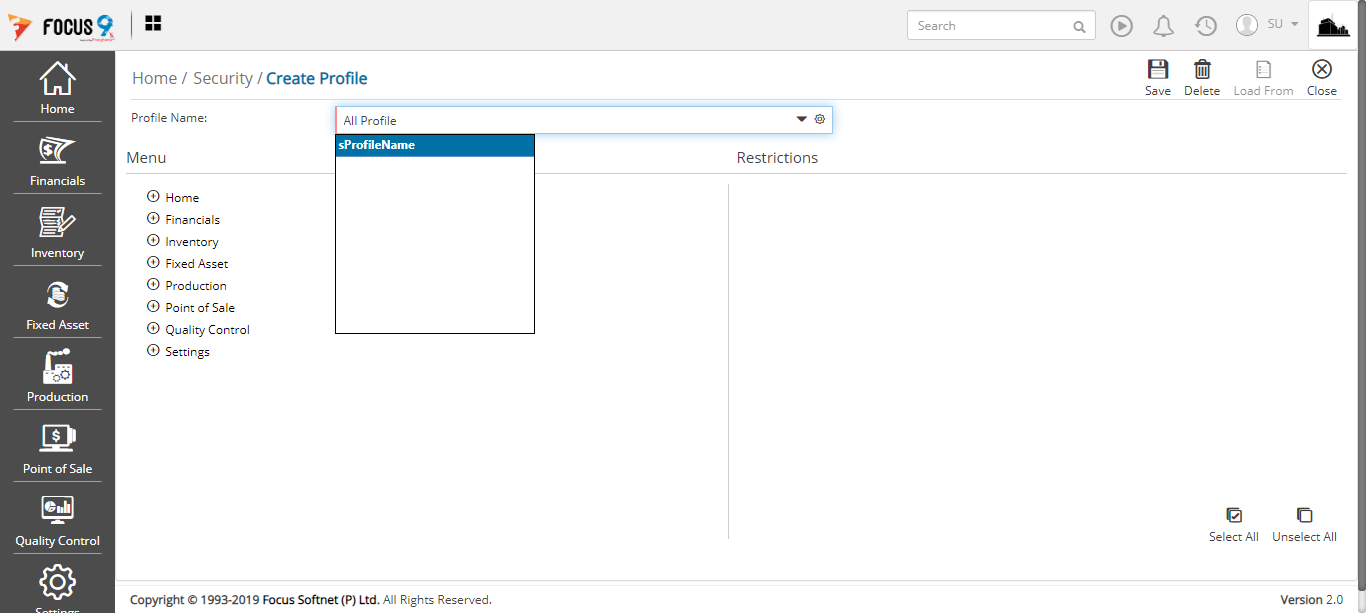 FOCUS 9
Search
SU
Home
Financials
Inventory
Fixed Asset
Production
Point of Sale
Quality Control
Settings
Home / Security / Create Profile
Save
Delete
Load From
Close
Profile Name:
All Profile
sProfileName
Menu
Restrictions
Home
Financials
Inventory
Fixed Asset
Production
Point of Sale
Quality Control
Settings
Select All
Unselect All
Copyright © 1993-2019 Focus Softnet (P) Ltd. All Rights Reserved.
Version 2.0